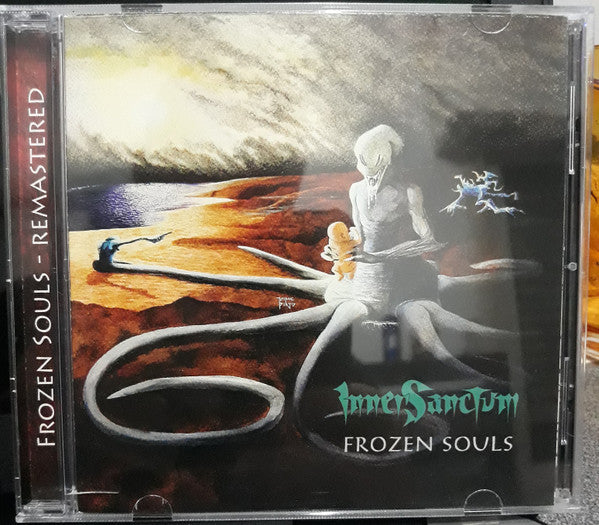 FROZEN SOULS - REMASTERED
InnerSanctum
FROZEN SOULS